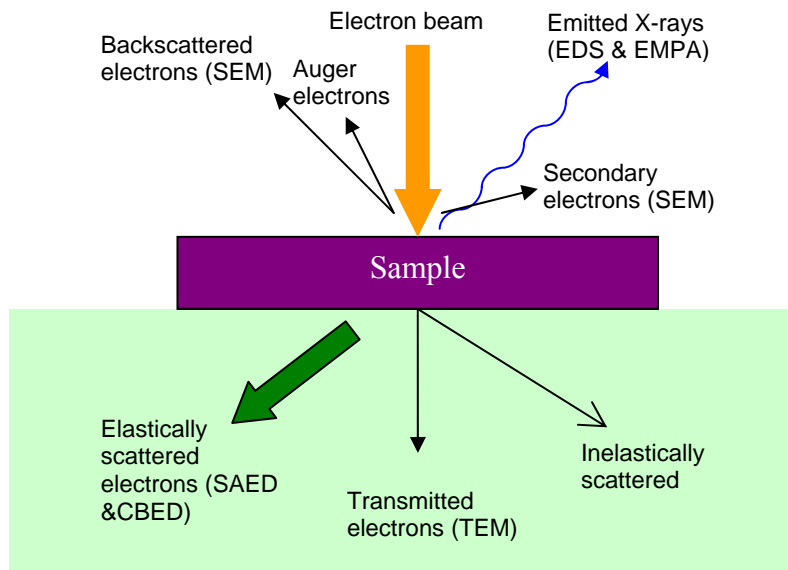 Electron beam
Backscattered
electrons (SEM)
Auger
electrons
Emitted X-rays
(EDS & EMPA)
Secondary
electrons (SEM)
Sample
Elastically
scattered
electrons (SAED
&CBED)
Transmitted
electrons (TEM)
Inelastically
scattered